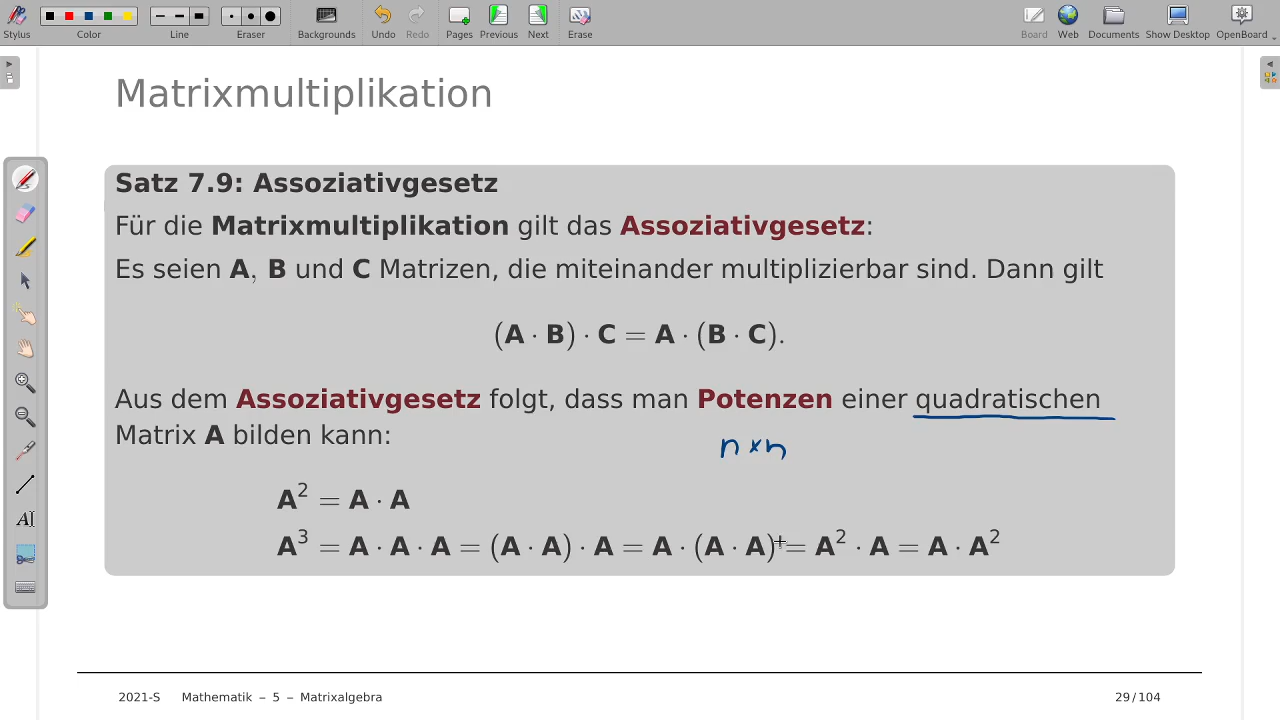 Stylus Color Line Eraser Backgrounds Undo Redo Pages Previous Next Erase Board Web Documents Show Desktop OpenBoard
Matrixmultiplikation
Satz 7.9: Assoziativgesetz
Für die Matrixmultiplikation gilt das Assoziativgesetz:
Es seien A, B und C Matrizen, die miteinander multiplizierbar sind. Dann gilt
(A · B) · C = A · (B · C).
Aus dem Assoziativgesetz folgt, dass man Potenzen einer quadratischen
Matrix A bilden kann:
n × n
A² = A · A
A³ = A · A · A = (A · A) · A = A · (A · A) = A² · A = A · A²
2021-S Mathematik – 5 – Matrixalgebra 29/104